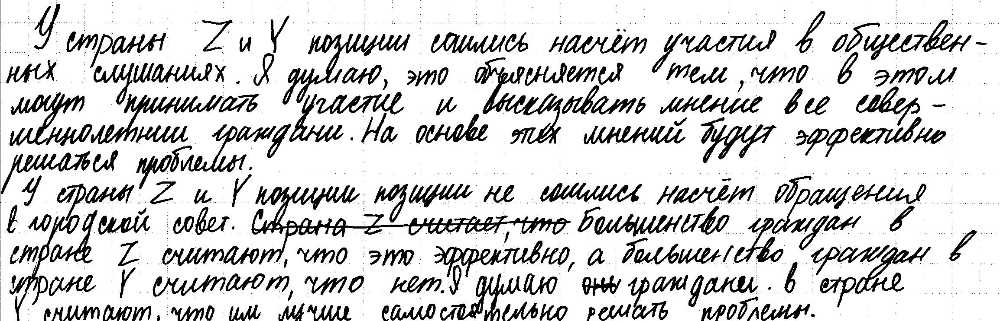 У страны Z и Y позиции сошлись насчёт участия в обществен-
ных слушаниях. Я думаю, это объясняется тем, что в этом
могут принимать участие и высказывать мнение все совер-
шеннолетнии граждани. На основе этих мнений будут эффективно
решаться проблемы.
У страны Z и Y позиции позиции не сошлись насчёт обращения
в городской совет. Страна Z считает, что Большенство граждан в
стране Z считают, что это эффективно, а большенство граждан в
стране Y считают, что нет. Я думаю они граждани. в стране
Y считают, что им лучше самостоятельно решать проблемы.